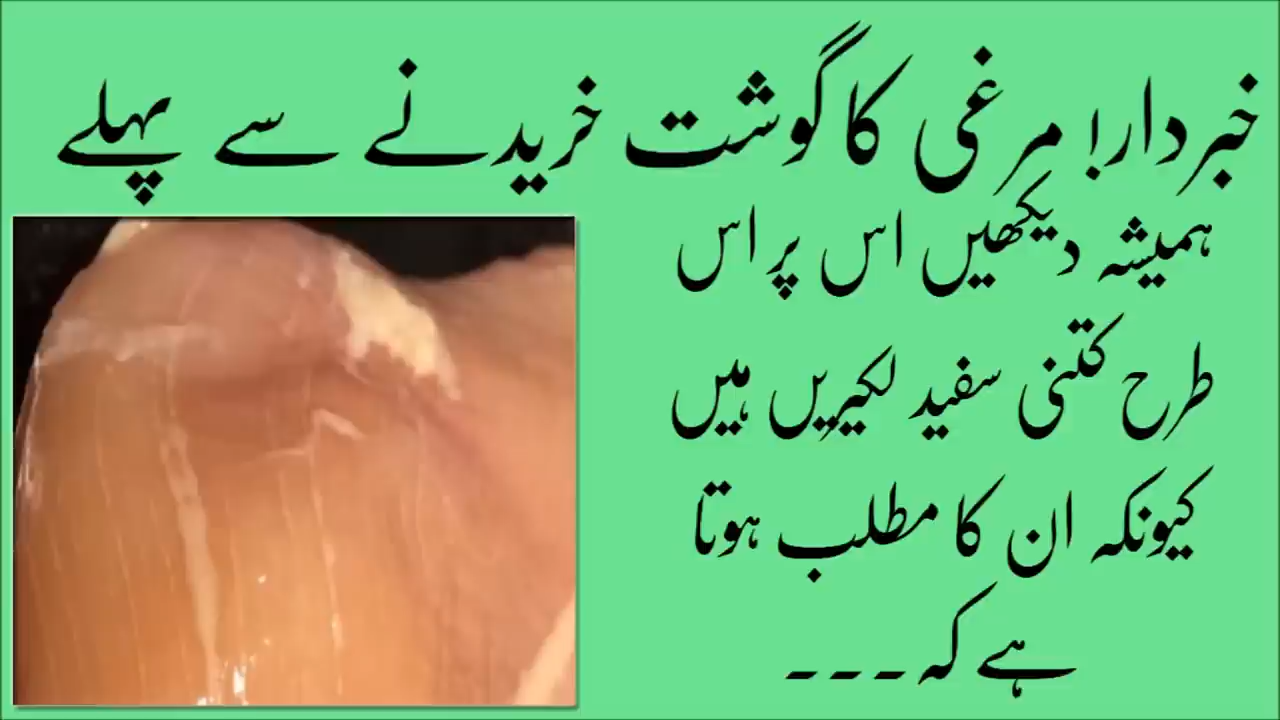 خبردار! مرغی کا گوشت خریدنے سے پہلے
ہمیشہ دیکھیں اس پر اس
طرح کتنی سفید لکیریں ہیں
کیونکہ ان کا مطلب ہوتا
ہے کہ۔۔۔